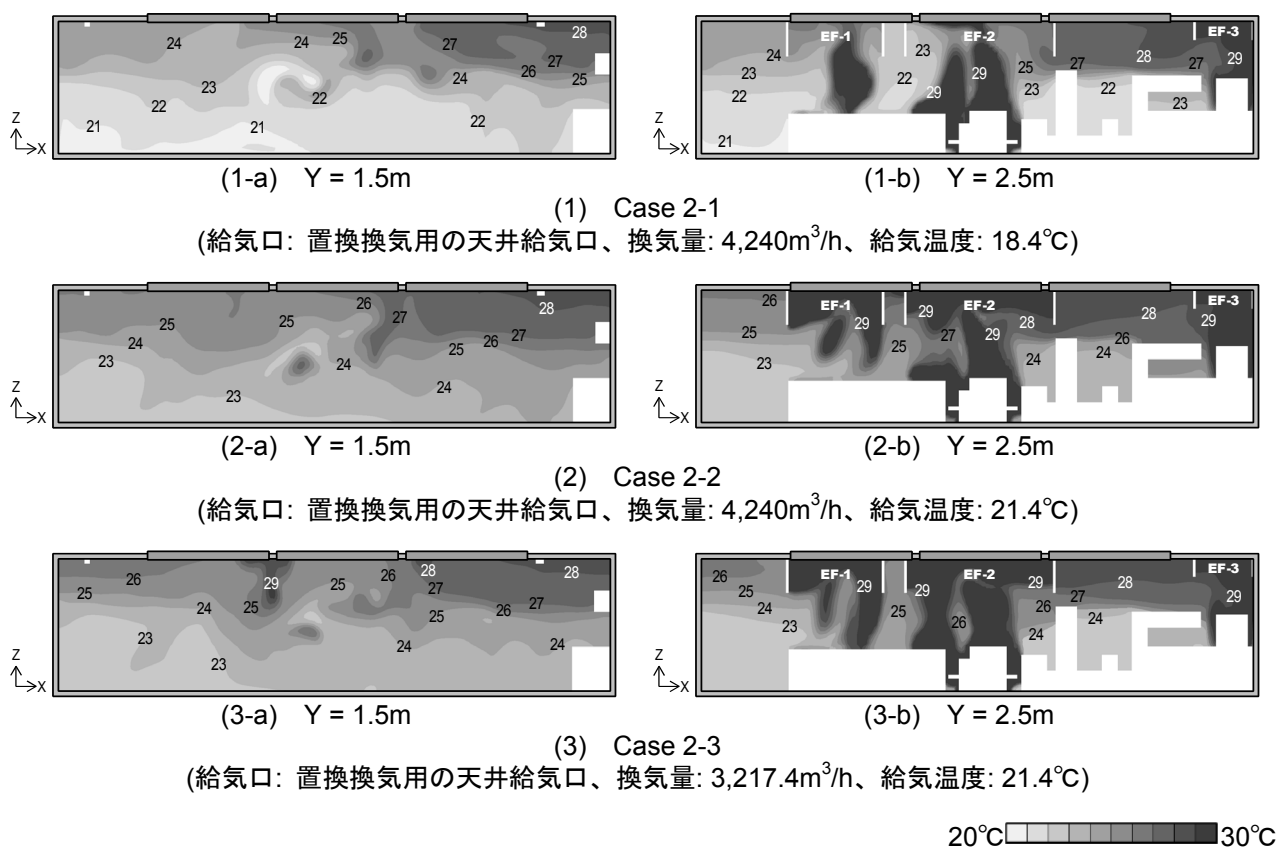 24 24 25 27 28
23 22 24 26 27 25
22 21 21 22
Z
X
24 EF-1 23 EF-2 25 27 28 27 EF-3 29
23 22 29 29 23 22 23
22
21
Z
X
(1-a) Y = 1.5m
(1-b) Y = 2.5m
(1) Case 2-1
(給気口: 置換換気用の天井給気口、換気量: 4,240m³/h、給気温度: 18.4℃)
25 25 26 27 28
24 23 24 25 26 27
23 24
Z
X
26 EF-1 29 EF-2 28 28 EF-3
25 29 25 27 29 26 29
23 24 24
Z
X
(2-a) Y = 1.5m
(2-b) Y = 2.5m
(2) Case 2-2
(給気口: 置換換気用の天井給気口、換気量: 4,240m³/h、給気温度: 21.4℃)
26 29 25 26 28 28
25 24 25 27 25 26 27
23 23 24 24
Z
X
26 EF-1 29 29 EF-2 29 28 EF-3
25 24 25 26 26 27 29
23 24 24
Z
X
(3-a) Y = 1.5m
(3-b) Y = 2.5m
(3) Case 2-3
(給気口: 置換換気用の天井給気口、換気量: 3,217.4m³/h、給気温度: 21.4℃)
20℃ 30℃